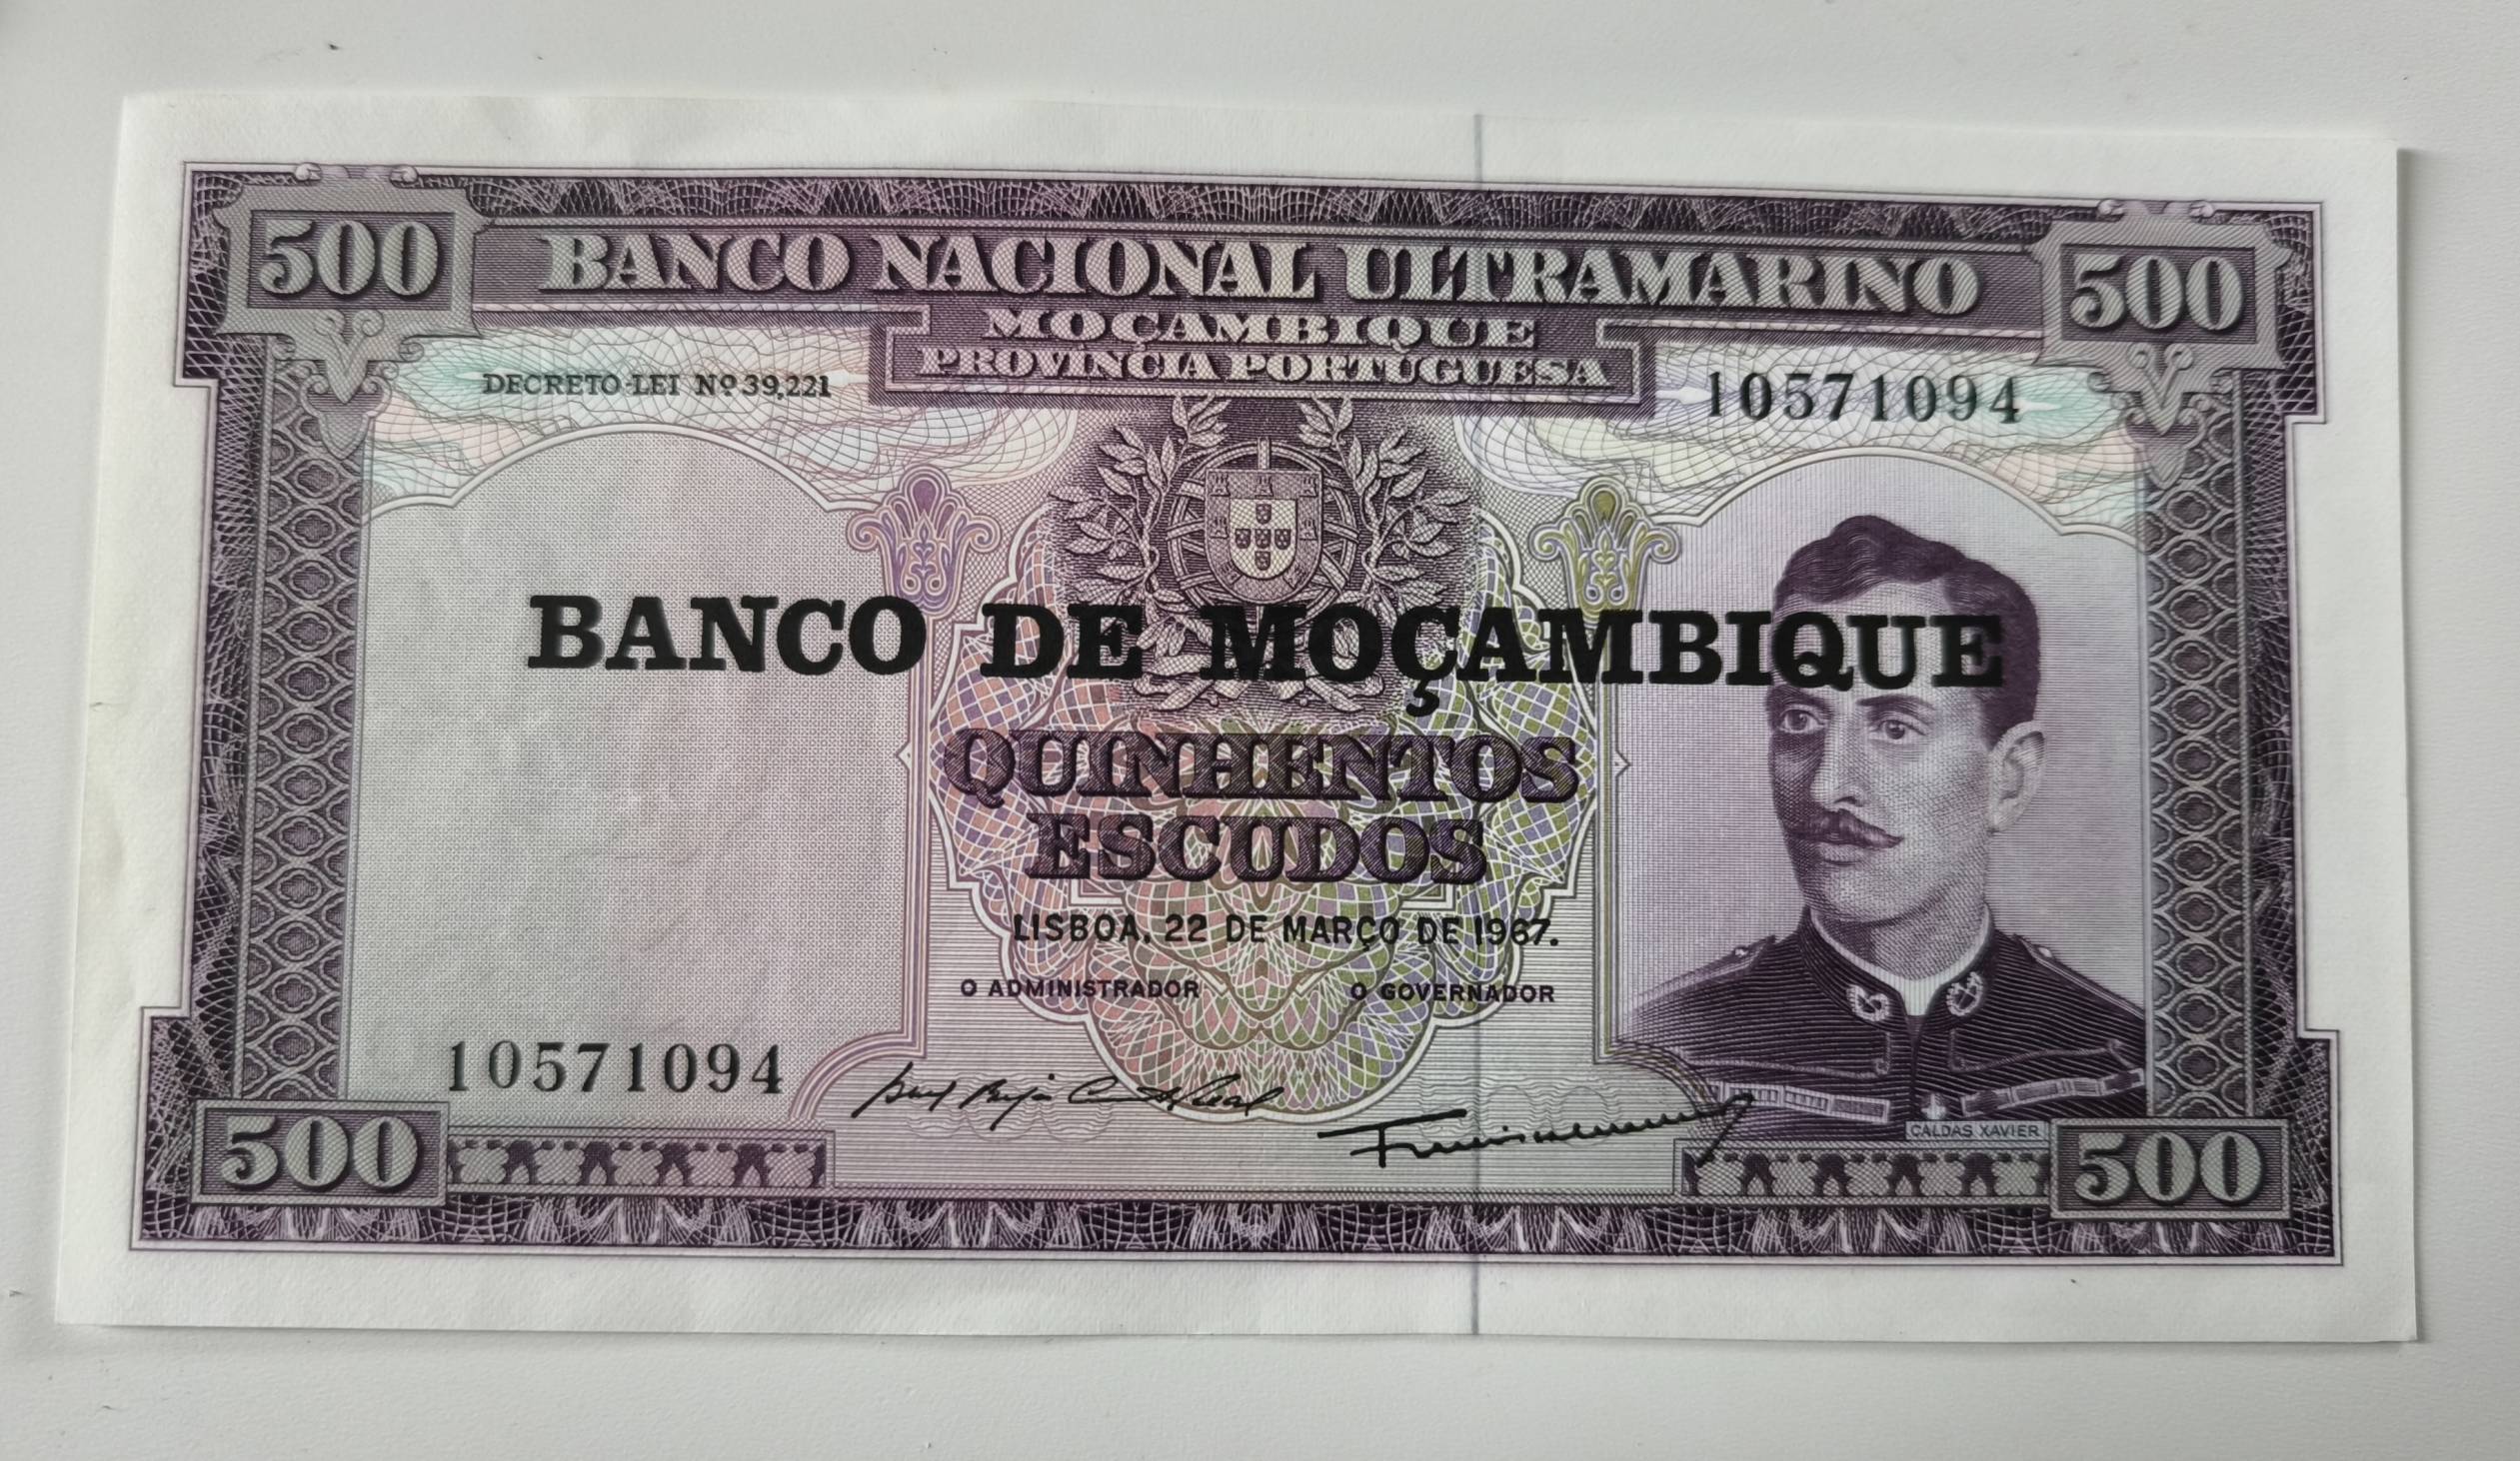 500
BANCO NACIONAL ULTRAMARINO
500
MOÇAMBIQUE
PROVINCIA PORTUGUESA
DECRETO-LEI Nº 39,221
10571094
BANCO DE MOÇAMBIQUE
QUINHENTOS
ESCUDOS
LISBOA, 22 DE MARÇO DE 1967.
O ADMINISTRADOR
O GOVERNADOR
10571094
CALDAS XAVIER
500
500